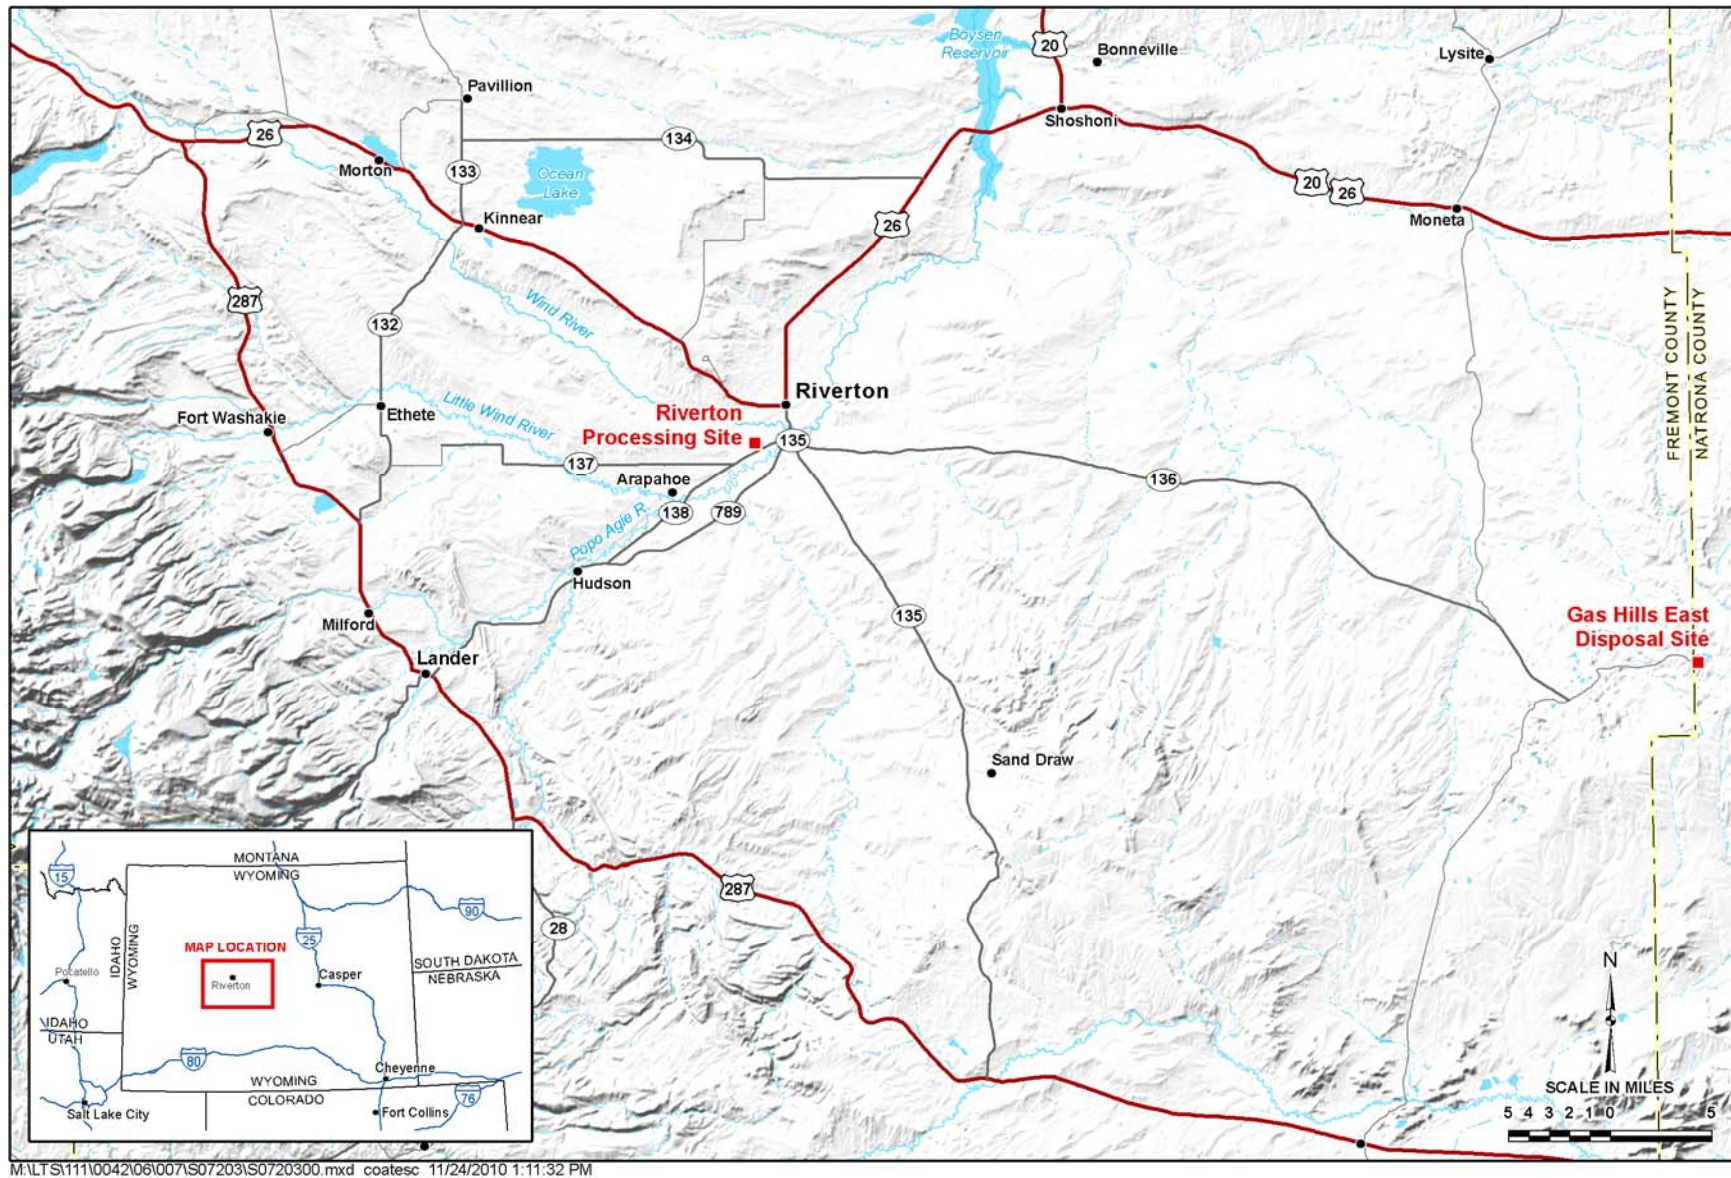 Boysen
Reservoir
20
Bonneville
Lysite
Pavillion
26
134
Shoshoni
Morton
133
Ocean
Lake
20
26
Kinnear
26
Moneta
287
Wind River
132
FREMONT COUNTY
NATRONA COUNTY
Riverton
Fort Washakie
Ethete
Little Wind River
Riverton
Processing Site
135
137
136
Arapahoe
138
789
Popo Agie R.
Hudson
135
Milford
Gas Hills East
Disposal Site
Lander
Sand Draw
287
28
MONTANA
WYOMING
15
90
IDAHO
WYOMING
MAP LOCATION
25
SOUTH DAKOTA
NEBRASKA
Pocatello
Riverton
Casper
IDAHO
UTAH
80
Cheyenne
WYOMING
COLORADO
76
Salt Lake City
Fort Collins
N
SCALE IN MILES
5 4 3 2 1 0 5
M:\LTS\111\0042\06\007\S07203\S0720300.mxd coatesc 11/24/2010 1:11:32 PM